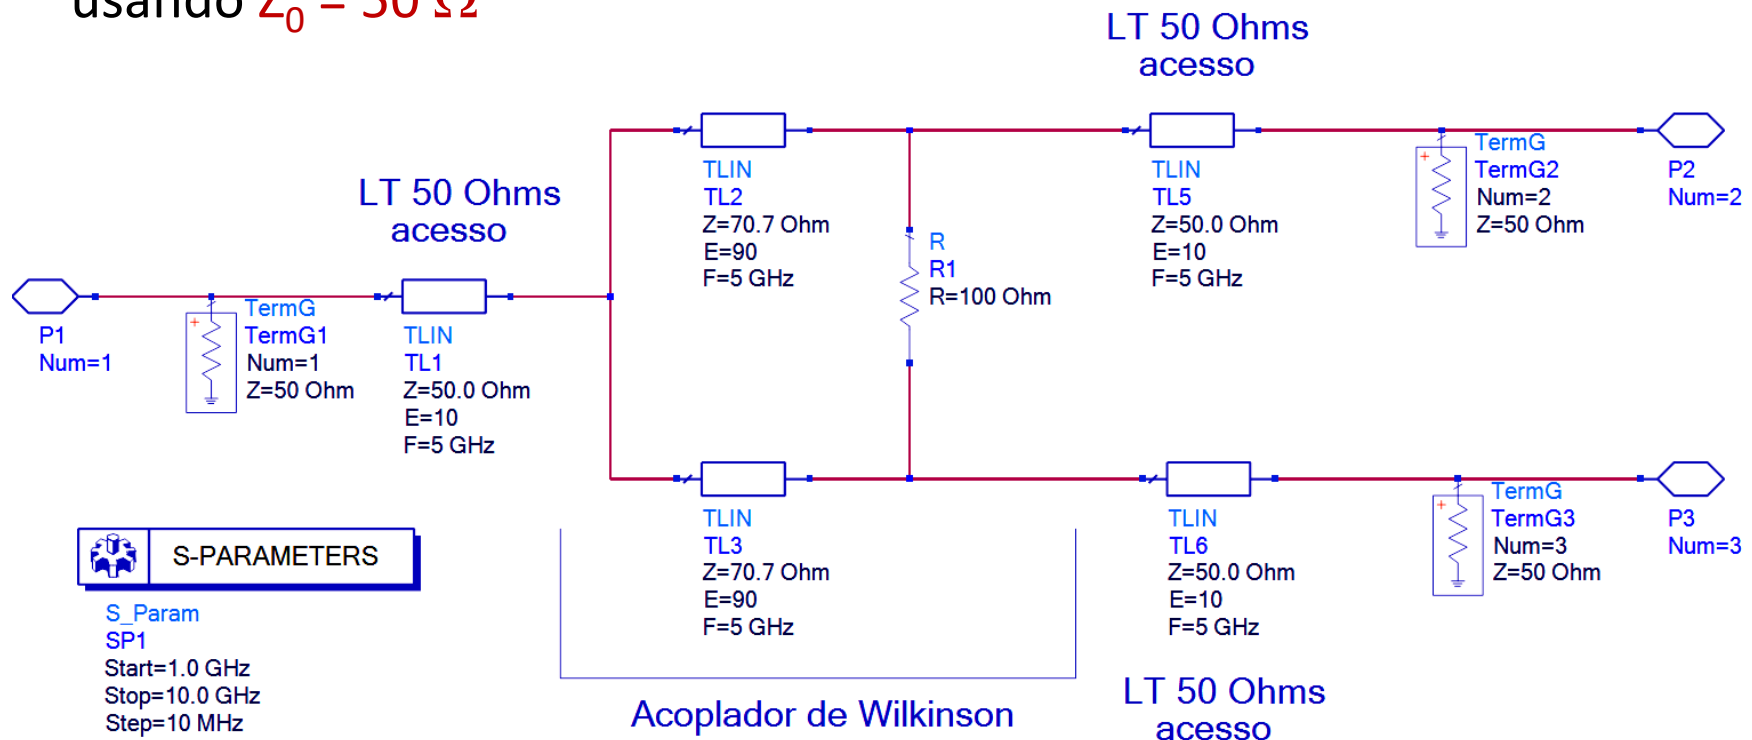 usando Z0 = 50 Ω
LT 50 Ohms
acesso
TLIN
TL2
Z=70.7 Ohm
E=90
F=5 GHz
TLIN
TL5
Z=50.0 Ohm
E=10
F=5 GHz
TermG
TermG2
Num=2
Z=50 Ohm
P2
Num=2
LT 50 Ohms
acesso
R
R1
R=100 Ohm
P1
Num=1
TermG
TermG1
Num=1
Z=50 Ohm
TLIN
TL1
Z=50.0 Ohm
E=10
F=5 GHz
TLIN
TL3
Z=70.7 Ohm
E=90
F=5 GHz
TLIN
TL6
Z=50.0 Ohm
E=10
F=5 GHz
TermG
TermG3
Num=3
Z=50 Ohm
P3
Num=3
S-PARAMETERS
S_Param
SP1
Start=1.0 GHz
Stop=10.0 GHz
Step=10 MHz
Acoplador de Wilkinson
LT 50 Ohms
acesso